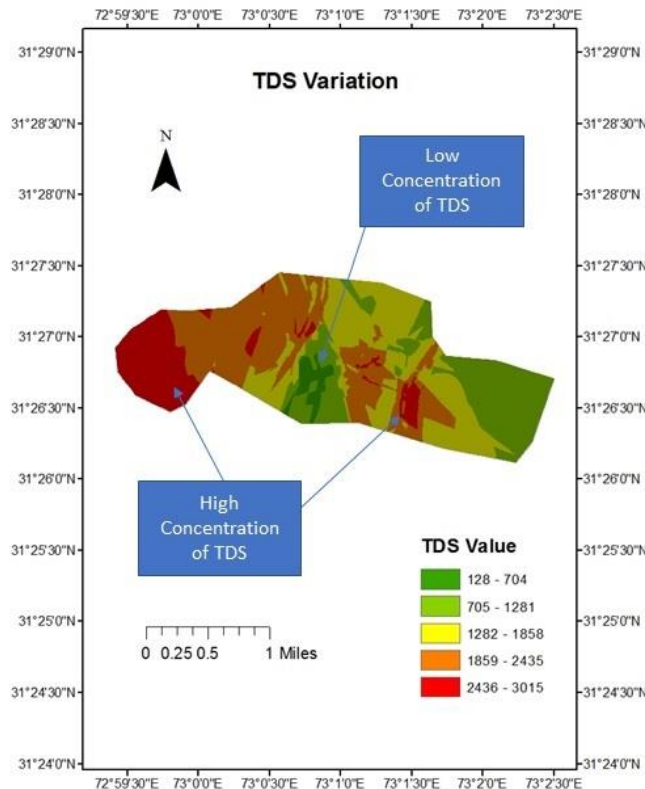 72°59'30"E 73°0'0"E 73°0'30"E 73°1'0"E 73°1'30"E 73°2'0"E 73°2'30"E
31°29'0"N 31°29'0"N
TDS Variation
31°28'30"N 31°28'30"N
N
Low
Concentration
of TDS
31°28'0"N 31°28'0"N
31°27'30"N 31°27'30"N
31°27'0"N 31°27'0"N
31°26'30"N 31°26'30"N
31°26'0"N 31°26'0"N
High
Concentration
of TDS
31°25'30"N 31°25'30"N
TDS Value
128 - 704
705 - 1281
1282 - 1858
1859 - 2435
2436 - 3015
31°25'0"N 31°25'0"N
0 0.25 0.5 1 Miles
31°24'30"N 31°24'30"N
31°24'0"N 31°24'0"N
72°59'30"E 73°0'0"E 73°0'30"E 73°1'0"E 73°1'30"E 73°2'0"E 73°2'30"E